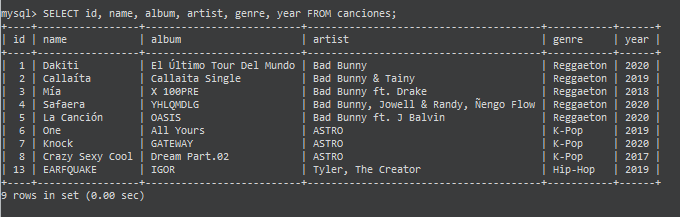 mysql> SELECT id, name, album, artist, genre, year FROM canciones;
+----+-----------------+--------------------------+------------------------------------+-----------+------+
| id | name            | album                    | artist                             | genre     | year |
+----+-----------------+--------------------------+------------------------------------+-----------+------+
|  1 | Dakiti          | El Último Tour Del Mundo | Bad Bunny                          | Reggaeton | 2020 |
|  2 | Callaíta        | Callaita Single          | Bad Bunny & Tainy                  | Reggaeton | 2019 |
|  3 | Mía             | X 100PRE                 | Bad Bunny ft. Drake                | Reggaeton | 2018 |
|  4 | Safaera         | YHLQMDLG                 | Bad Bunny, Jowell & Randy, Ñengo Flow | Reggaeton | 2020 |
|  5 | La Canción      | OASIS                    | Bad Bunny ft. J Balvin             | Reggaeton | 2020 |
|  6 | One             | All Yours                | ASTRO                              | K-Pop     | 2019 |
|  7 | Knock           | GATEWAY                  | ASTRO                              | K-Pop     | 2020 |
|  8 | Crazy Sexy Cool | Dream Part.02            | ASTRO                              | K-Pop     | 2017 |
| 13 | EARFQUAKE       | IGOR                     | Tyler, The Creator                 | Hip-Hop   | 2019 |
+----+-----------------+--------------------------+------------------------------------+-----------+------+
9 rows in set (0.00 sec)